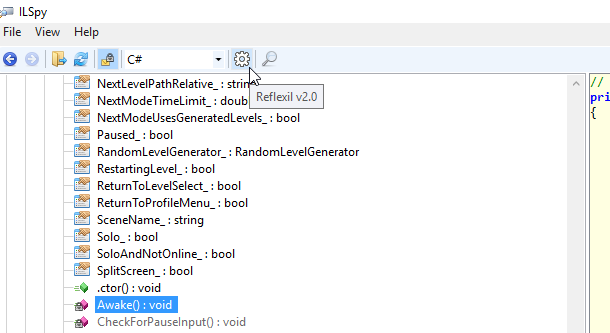 ILSpy
File View Help
C#
NextLevelPathRelative_ : string
Reflexil v2.0
NextModeTimeLimit_ : doub
NextModeUsesGeneratedLevels_ : bool
Paused_ : bool
RandomLevelGenerator_ : RandomLevelGenerator
RestartingLevel_ : bool
ReturnToLevelSelect_ : bool
ReturnToProfileMenu_ : bool
SceneName_ : string
Solo_ : bool
SoloAndNotOnline_ : bool
SplitScreen_ : bool
.ctor() : void
Awake() : void
CheckForPauseInput() : void
//
pri
{